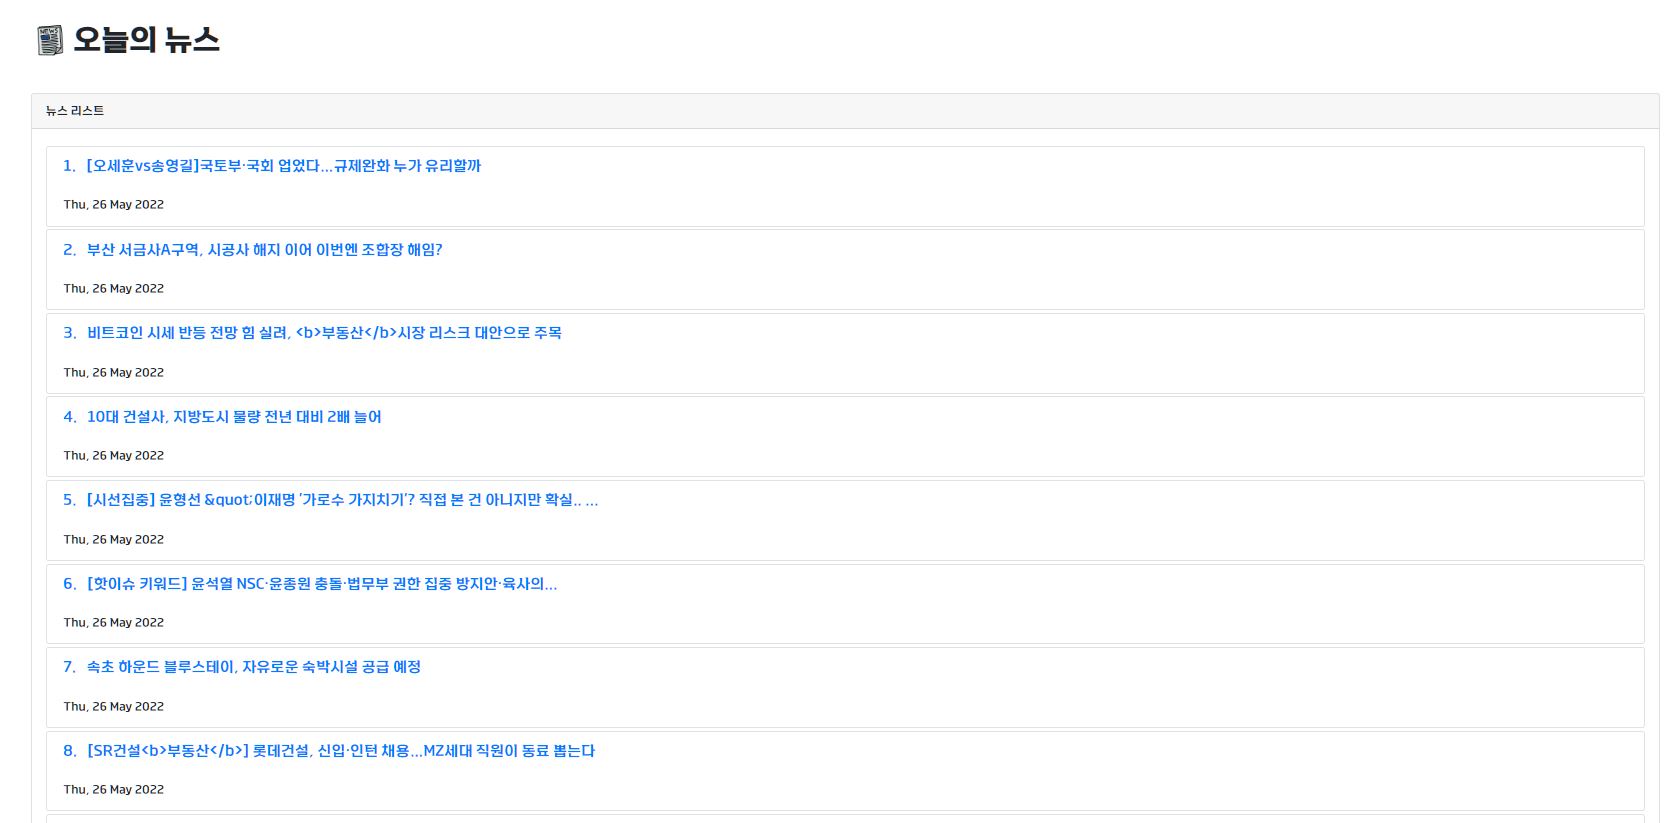 NEWS
오늘의 뉴스
뉴스 리스트
1. [오세훈vs송영길]국토부·국회 업었다…규제완화 누가 유리할까
Thu, 26 May 2022
2. 부산 서금사A구역, 시공사 해지 이어 이번엔 조합장 해임?
Thu, 26 May 2022
3. 비트코인 시세 반등 전망 힘 실려, <b>부동산</b>시장 리스크 대안으로 주목
Thu, 26 May 2022
4. 10대 건설사, 지방도시 물량 전년 대비 2배 늘어
Thu, 26 May 2022
5. [시선집중] 윤형선 &quot;이재명 '가로수 가지치기'? 직접 본 건 아니지만 확실.. ...
Thu, 26 May 2022
6. [핫이슈 키워드] 윤석열 NSC·윤종원 충돌·법무부 권한 집중 방지안·육사의...
Thu, 26 May 2022
7. 속초 하운드 블루스테이, 자유로운 숙박시설 공급 예정
Thu, 26 May 2022
8. [SR건설<b>부동산</b>] 롯데건설, 신입·인턴 채용…MZ세대 직원이 동료 뽑는다
Thu, 26 May 2022